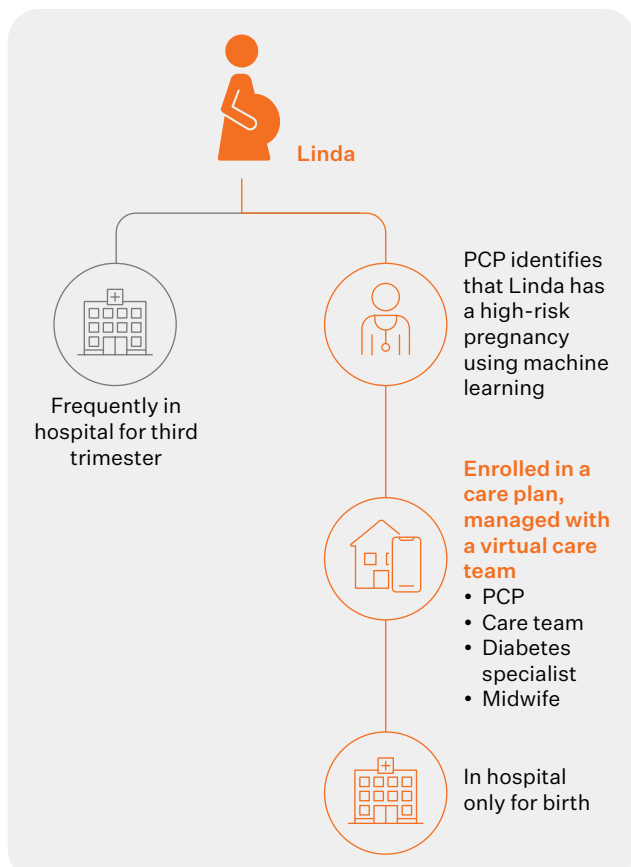 Linda
Frequently in
hospital for third
trimester
PCP identifies
that Linda has
a high-risk
pregnancy
using machine
learning
Enrolled in a
care plan,
managed with
a virtual care
team
• PCP
• Care team
• Diabetes
specialist
• Midwife
In hospital
only for birth